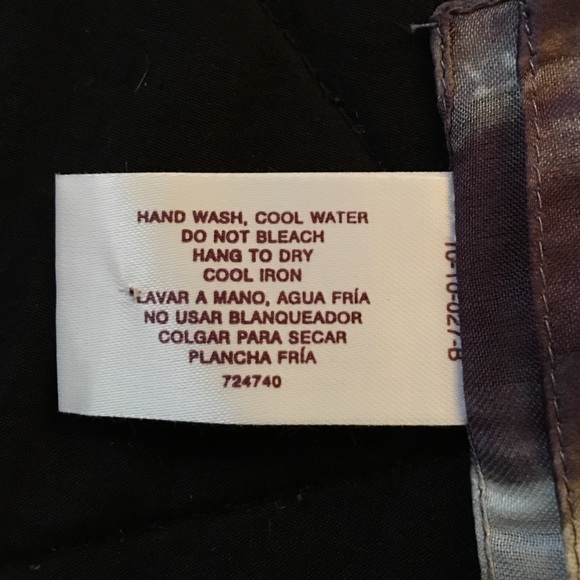 HAND WASH, COOL WATER
DO NOT BLEACH
HANG TO DRY
COOL IRON
LAVAR A MANO, AGUA FRÍA
NO USAR BLANQUEADOR
COLGAR PARA SECAR
PLANCHA FRÍA
724740